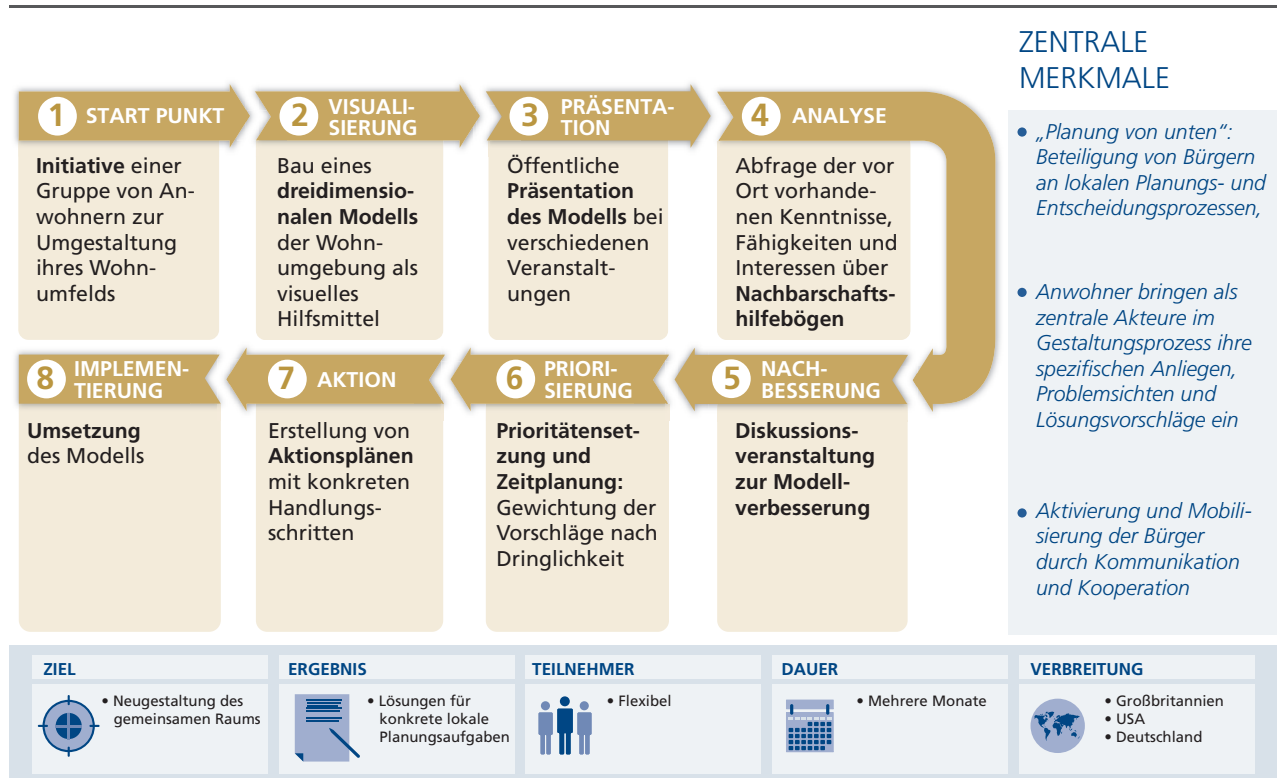 1 START PUNKT
Initiative einer
Gruppe von An-
wohnern zur
Umgestaltung
ihres Wohn-
umfelds
2 VISUALI-
SIERUNG
Bau eines
dreidimensio-
nalen Modells
der Wohn-
umgebung als
visuelles
Hilfsmittel
3 PRÄSENTA-
TION
Öffentliche
Präsentation
des Modells bei
verschiedenen
Veranstalt-
ungen
4 ANALYSE
Abfrage der vor
Ort vorhande-
nen Kenntnisse,
Fähigkeiten und
Interessen über
Nachbarschafts-
hilfebögen
5 NACH-
BESSERUNG
Diskussions-
veranstaltung
zur Modell-
verbesserung
6 PRIORI-
SIERUNG
Prioritätenset-
zung und
Zeitplanung:
Gewichtung der
Vorschläge nach
Dringlichkeit
7 AKTION
Erstellung von
Aktionsplänen
mit konkreten
Handlungs-
schritten
8 IMPLEMEN-
TIERUNG
Umsetzung
des Modells
ZENTRALE
MERKMALE
• „Planung von unten“:
Beteiligung von Bürgern
an lokalen Planungs- und
Entscheidungsprozessen,
• Anwohner bringen als
zentrale Akteure im
Gestaltungsprozess ihre
spezifischen Anliegen,
Problemsichten und
Lösungsvorschläge ein
• Aktivierung und Mobili-
sierung der Bürger
durch Kommunikation
und Kooperation
ZIEL
• Neugestaltung des
gemeinsamen Raums
ERGEBNIS
• Lösungen für
konkrete lokale
Planungsaufgaben
TEILNEHMER
• Flexibel
DAUER
• Mehrere Monate
VERBREITUNG
• Großbritannien
• USA
• Deutschland